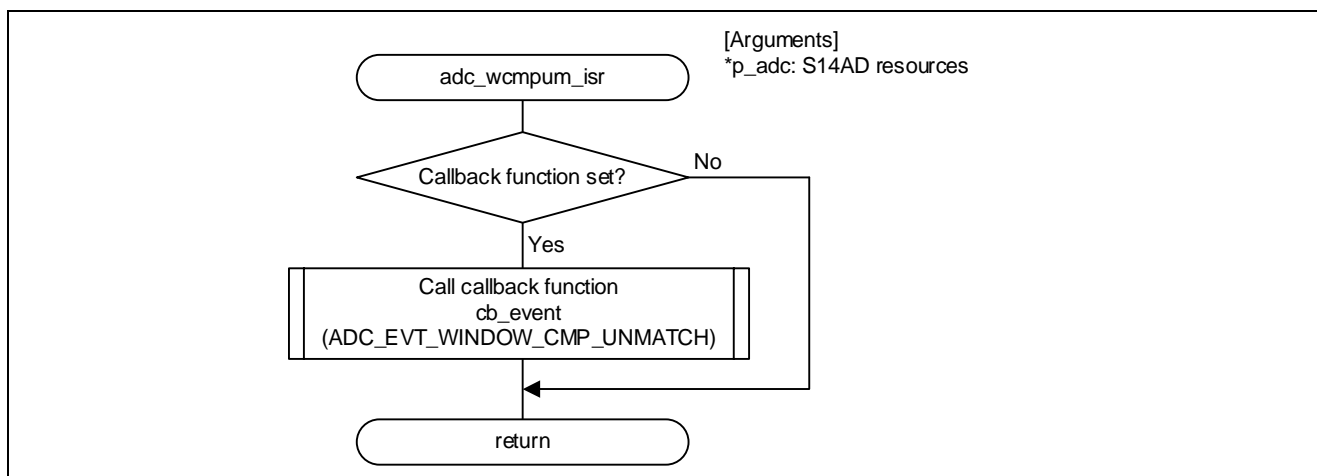 [Arguments]
*p_adc: S14AD resources
adc_wcmpum_isr
Callback function set?
No
Yes
Call callback function
cb_event
(ADC_EVT_WINDOW_CMP_UNMATCH)
return